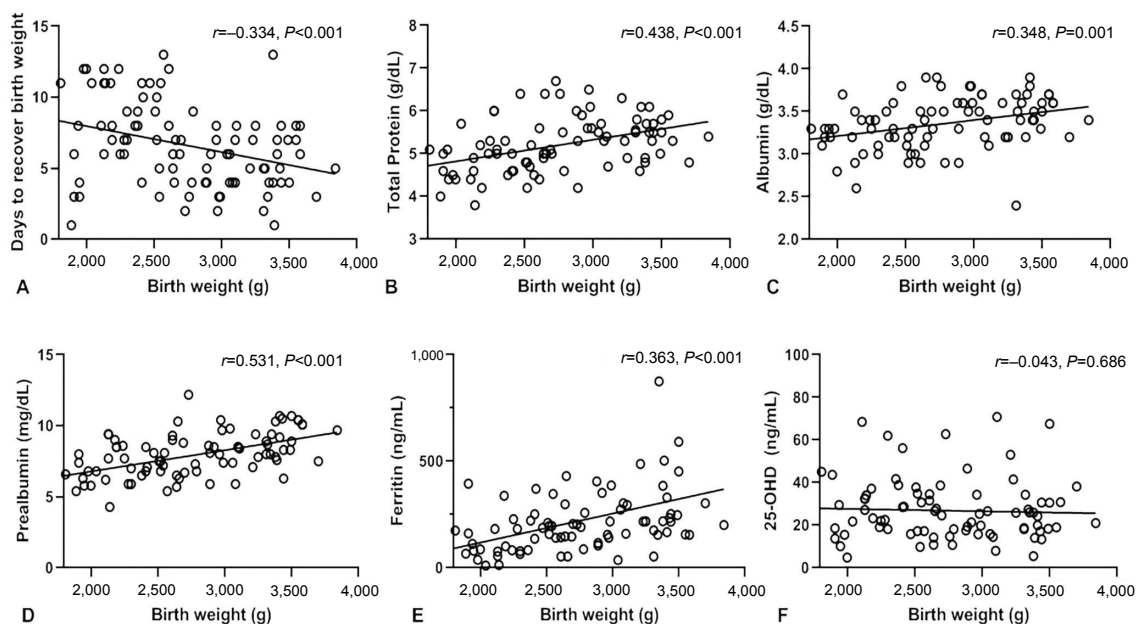 r=–0.334, P<0.001
Days to recover birth weight
15
10
5
0
2,000 2,500 3,000 3,500 4,000
Birth weight (g)
A
r=0.438, P<0.001
Total Protein (g/dL)
8
7
6
5
4
3
2,000 2,500 3,000 3,500 4,000
Birth weight (g)
B
r=0.348, P=0.001
Albumin (g/dL)
4.5
4.0
3.5
3.0
2.5
2.0
2,000 2,500 3,000 3,500 4,000
Birth weight (g)
C
r=0.531, P<0.001
Prealbumin (mg/dL)
15
10
5
0
2,000 2,500 3,000 3,500 4,000
Birth weight (g)
D
r=0.363, P<0.001
Ferritin (ng/mL)
1,000
500
0
2,000 2,500 3,000 3,500 4,000
Birth weight (g)
E
r=–0.043, P=0.686
25-OHD (ng/mL)
100
80
60
40
20
0
2,000 2,500 3,000 3,500 4,000
Birth weight (g)
F